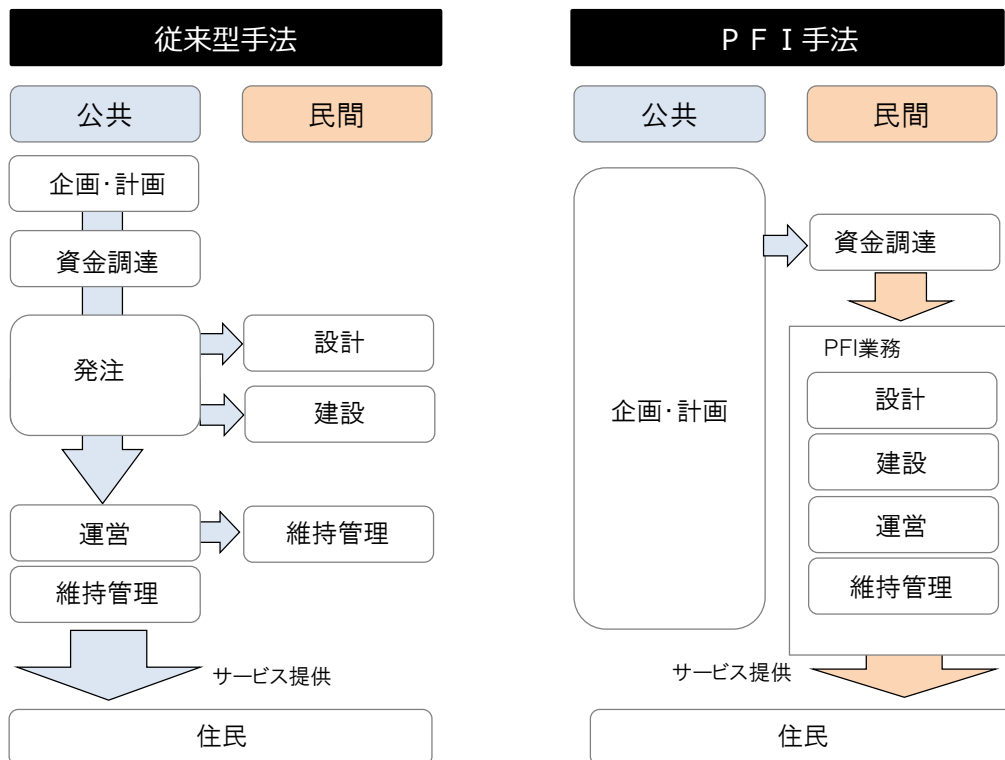 従来型手法
公共
民間
企画・計画
資金調達
発注
設計
建設
運営
維持管理
維持管理
サービス提供
住民
ＰＦＩ手法
公共
民間
企画・計画
資金調達
PFI業務
設計
建設
運営
維持管理
サービス提供
住民